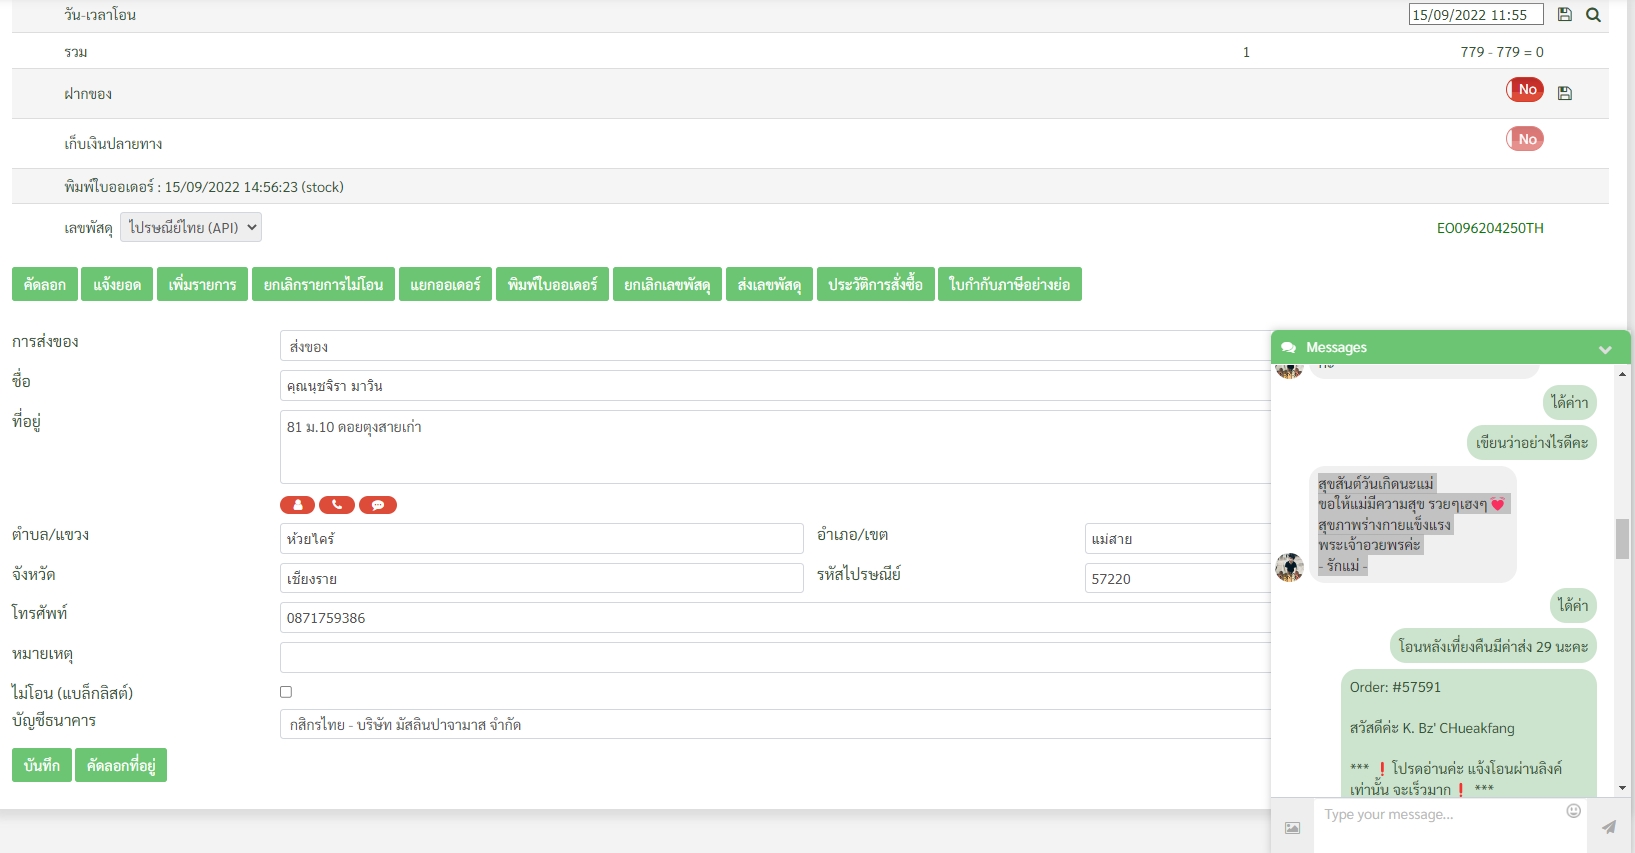 วัน-เวลาโอน 15/09/2022 11:55
รวม 1 779 - 779 = 0
ฝากของ No
เก็บเงินปลายทาง No
พิมพ์ใบออเดอร์ : 15/09/2022 14:56:23 (stock)
เลขพัสดุ ไปรษณีย์ไทย (API) EO096204250TH
คัดลอก แจ้งยอด เพิ่มรายการ ยกเลิกรายการไม่โอน แยกออเดอร์ พิมพ์ใบออเดอร์ ยกเลิกเลขพัสดุ ส่งเลขพัสดุ ประวัติการสั่งซื้อ ใบกำกับภาษีอย่างย่อ
การส่งของ ส่งของ
ชื่อ คุณนุชจิรา มาวิน
ที่อยู่ 81 ม.10 ดอยตุงสายเก่า
ตำบล/แขวง ห้วยไคร้ อำเภอ/เขต แม่สาย
จังหวัด เชียงราย รหัสไปรษณีย์ 57220
โทรศัพท์ 0871759386
หมายเหตุ
ไม่โอน (แบล็กลิสต์)
บัญชีธนาคาร กสิกรไทย - บริษัท มัสลินปาจามาส จำกัด
บันทึก คัดลอกที่อยู่
Messages
ได้ค่าา
เขียนว่าอย่างไรดีคะ
สุขสันต์วันเกิดนะแม่
ขอให้แม่มีความสุข รวยๆเฮงๆ💓
สุขภาพร่างกายแข็งแรง
พระเจ้าอวยพรค่ะ
- รักแม่ -
ได้ค่า
โอนหลังเที่ยงคืนมีค่าส่ง 29 นะคะ
Order: #57591
สวัสดีค่ะ K. Bz' CHueakfang
*** ❗ โปรดอ่านค่ะ แจ้งโอนผ่านลิงค์
เท่านั้น จะเร็วมาก❗ ***
Type your message...